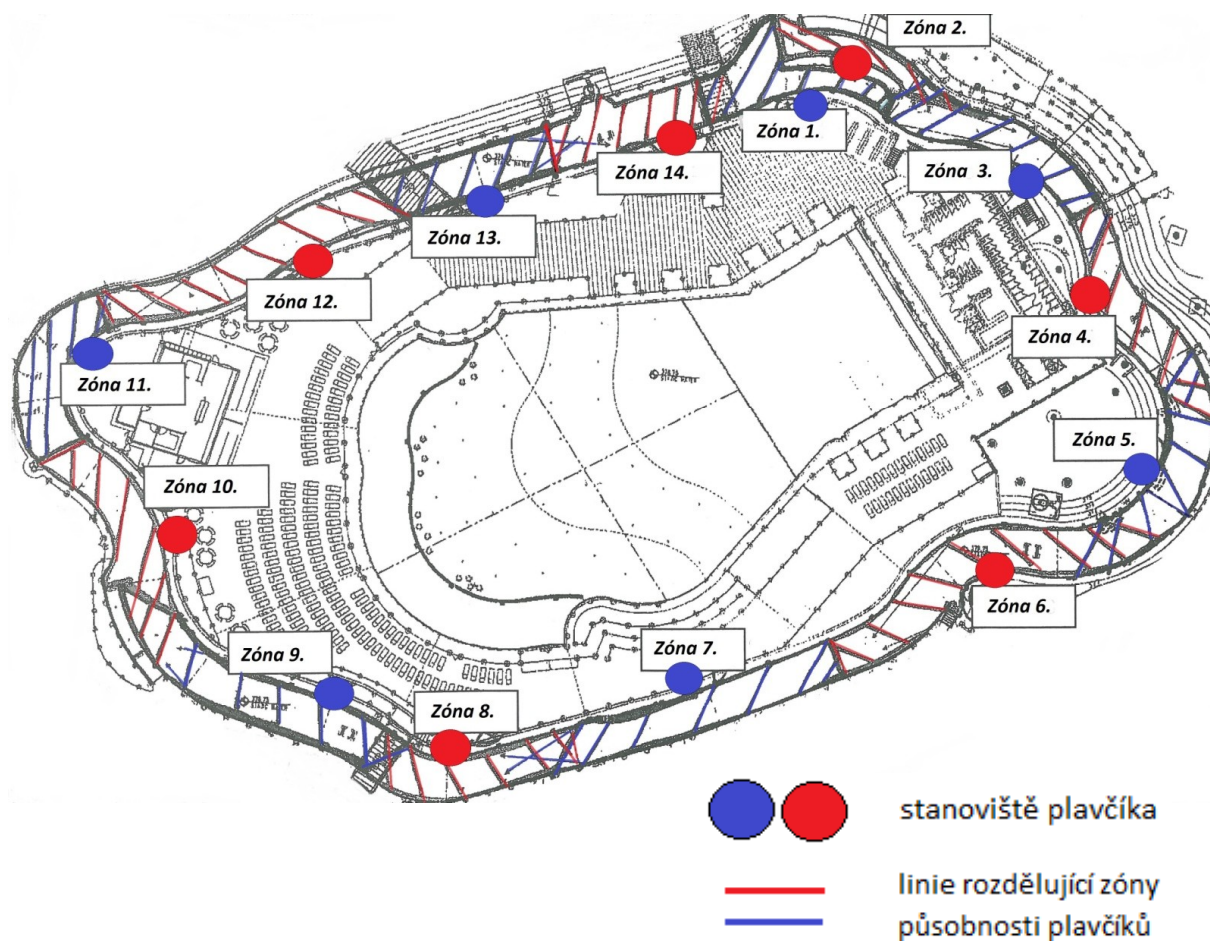 Zóna 2.
Zóna 1.
Zóna 3.
Zóna 14.
Zóna 13.
Zóna 12.
Zóna 4.
Zóna 11.
Zóna 5.
Zóna 10.
Zóna 6.
Zóna 9.
Zóna 7.
Zóna 8.
stanoviště plavčíka
linie rozdělující zóny
působnosti plavčíků